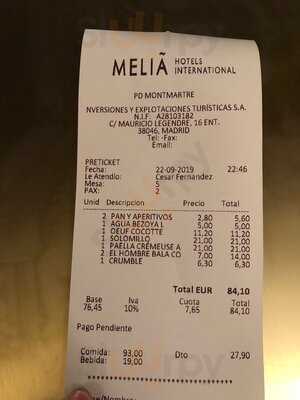 MELIÃ HOTELS INTERNATIONAL
PD MONTMARTRE
NVERSIONES Y EXPLOTACIONES TURÍSTICAS S.A.
N.I.F: A28103182
C/ MAURICIO LEGENDRE, 16 ENT.
38046, MADRID
Tel: -Fax:
Email:
PRETICKET
Fecha: 22-09-2019 22:46
Le Atendio: Cesar Fernandez
Mesa: 5
PAX: 2
Unid Descripcion Precio Total
2 PAN Y APERITIVOS 2,80 5,60
1 AGUA BEZOYA L 5,00 5,00
1 OEUF COCOTTE 11,20 11,20
1 SOLOMILLO 21,00 21,00
1 PAELLA CRÉMEUSE A 21,00 21,00
2 EL HOMBRE BALA CO 7,00 14,00
1 CRUMBLE 6,30 6,30
Total EUR 84,10
Base Iva Cuota Total
76,45 10% 7,65 84,10
Pago Pendiente
Comida: 93,00 Dto 27,90
Bebida: 19,00